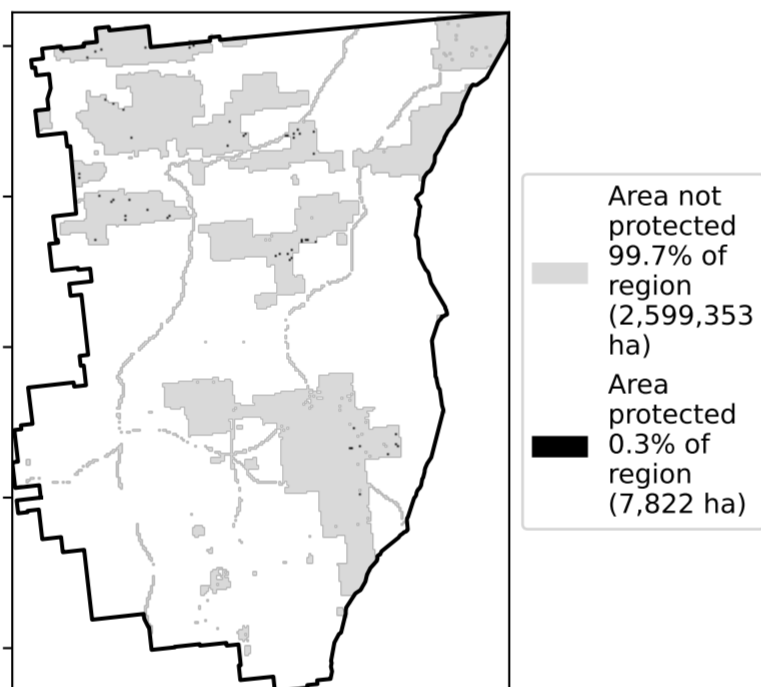 Area not
protected
99.7% of
region
(2,599,353
ha)
Area
protected
0.3% of
region
(7,822 ha)